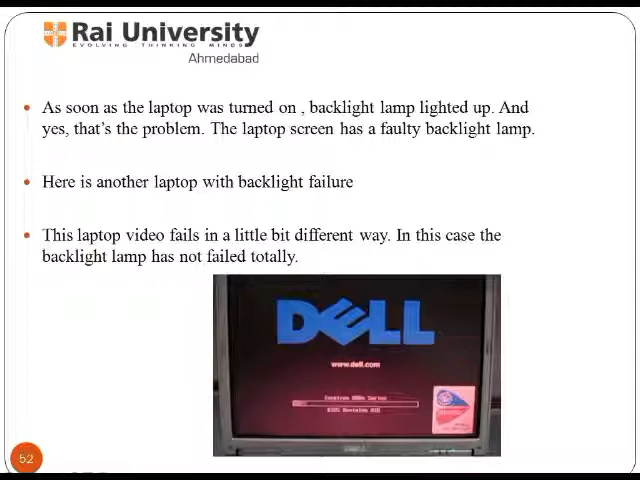 Rai University
EVOLVING THINKING MINDS
Ahmedabad
As soon as the laptop was turned on , backlight lamp lighted up. And
yes, that's the problem. The laptop screen has a faulty backlight lamp.
Here is another laptop with backlight failure
This laptop video fails in a little bit different way. In this case the
backlight lamp has not failed totally.
DELL
www.dell.com
Series
BIOS Revision
52